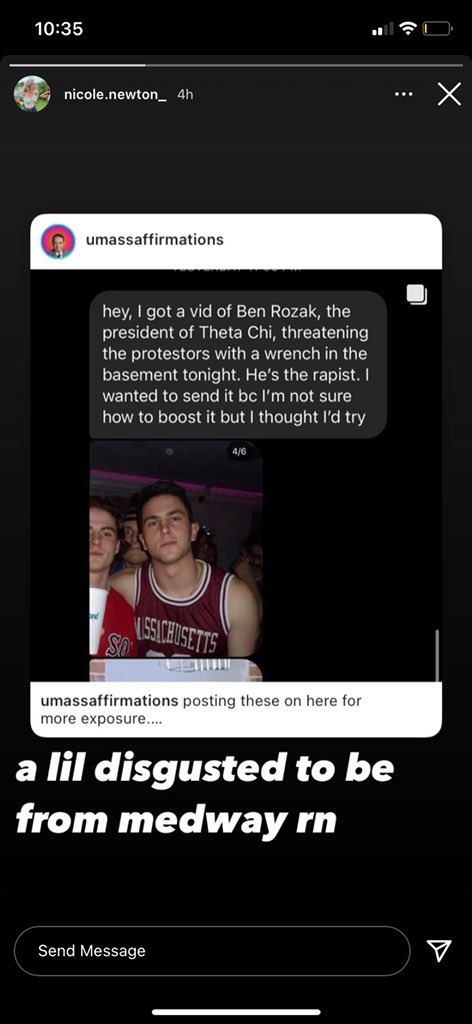 10:35
nicole.newton_ 4h
umassaffirmations
hey, I got a vid of Ben Rozak, the
president of Theta Chi, threatening
the protestors with a wrench in the
basement tonight. He's the rapist. I
wanted to send it bc I'm not sure
how to boost it but I thought I'd try
4/6
MASSACHUSETTS
umassaffirmations posting these on here for
more exposure....
a lil disgusted to be
from medway rn
Send Message